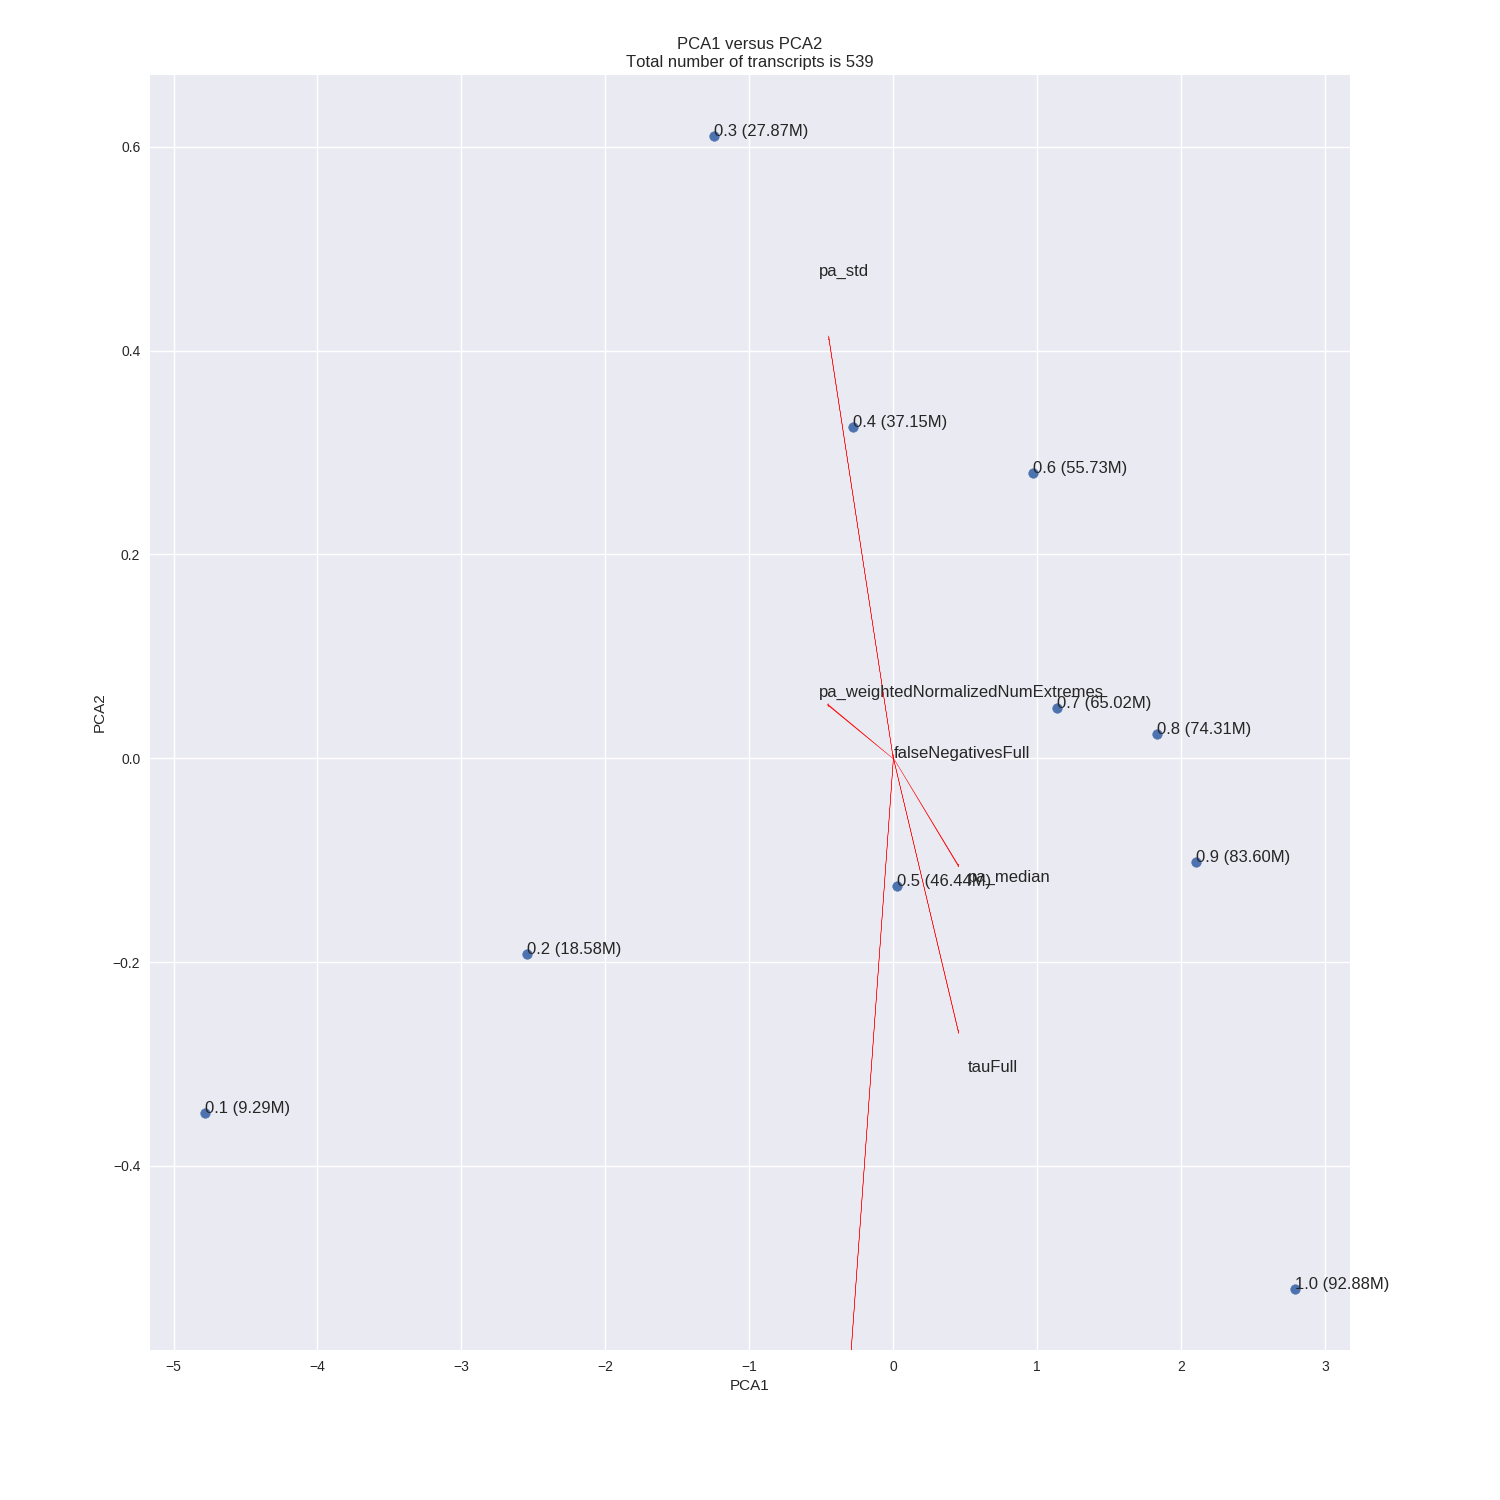 PCA1 versus PCA2
Total number of transcripts is 539
0.3 (27.87M)
0.6
pa_std
0.4
0.4 (37.15M)
0.6 (55.73M)
0.2
pa_weightedNormalizedNumExtremes
0.7 (65.02M)
0.8 (74.31M)
PCA2
falseNegativesFull
0.0
0.9 (83.60M)
pa_median
0.5 (46.44M)
0.2 (18.58M)
−0.2
tauFull
0.1 (9.29M)
−0.4
1.0 (92.88M)
−5 −4 −3 −2 −1 0 1 2 3
PCA1